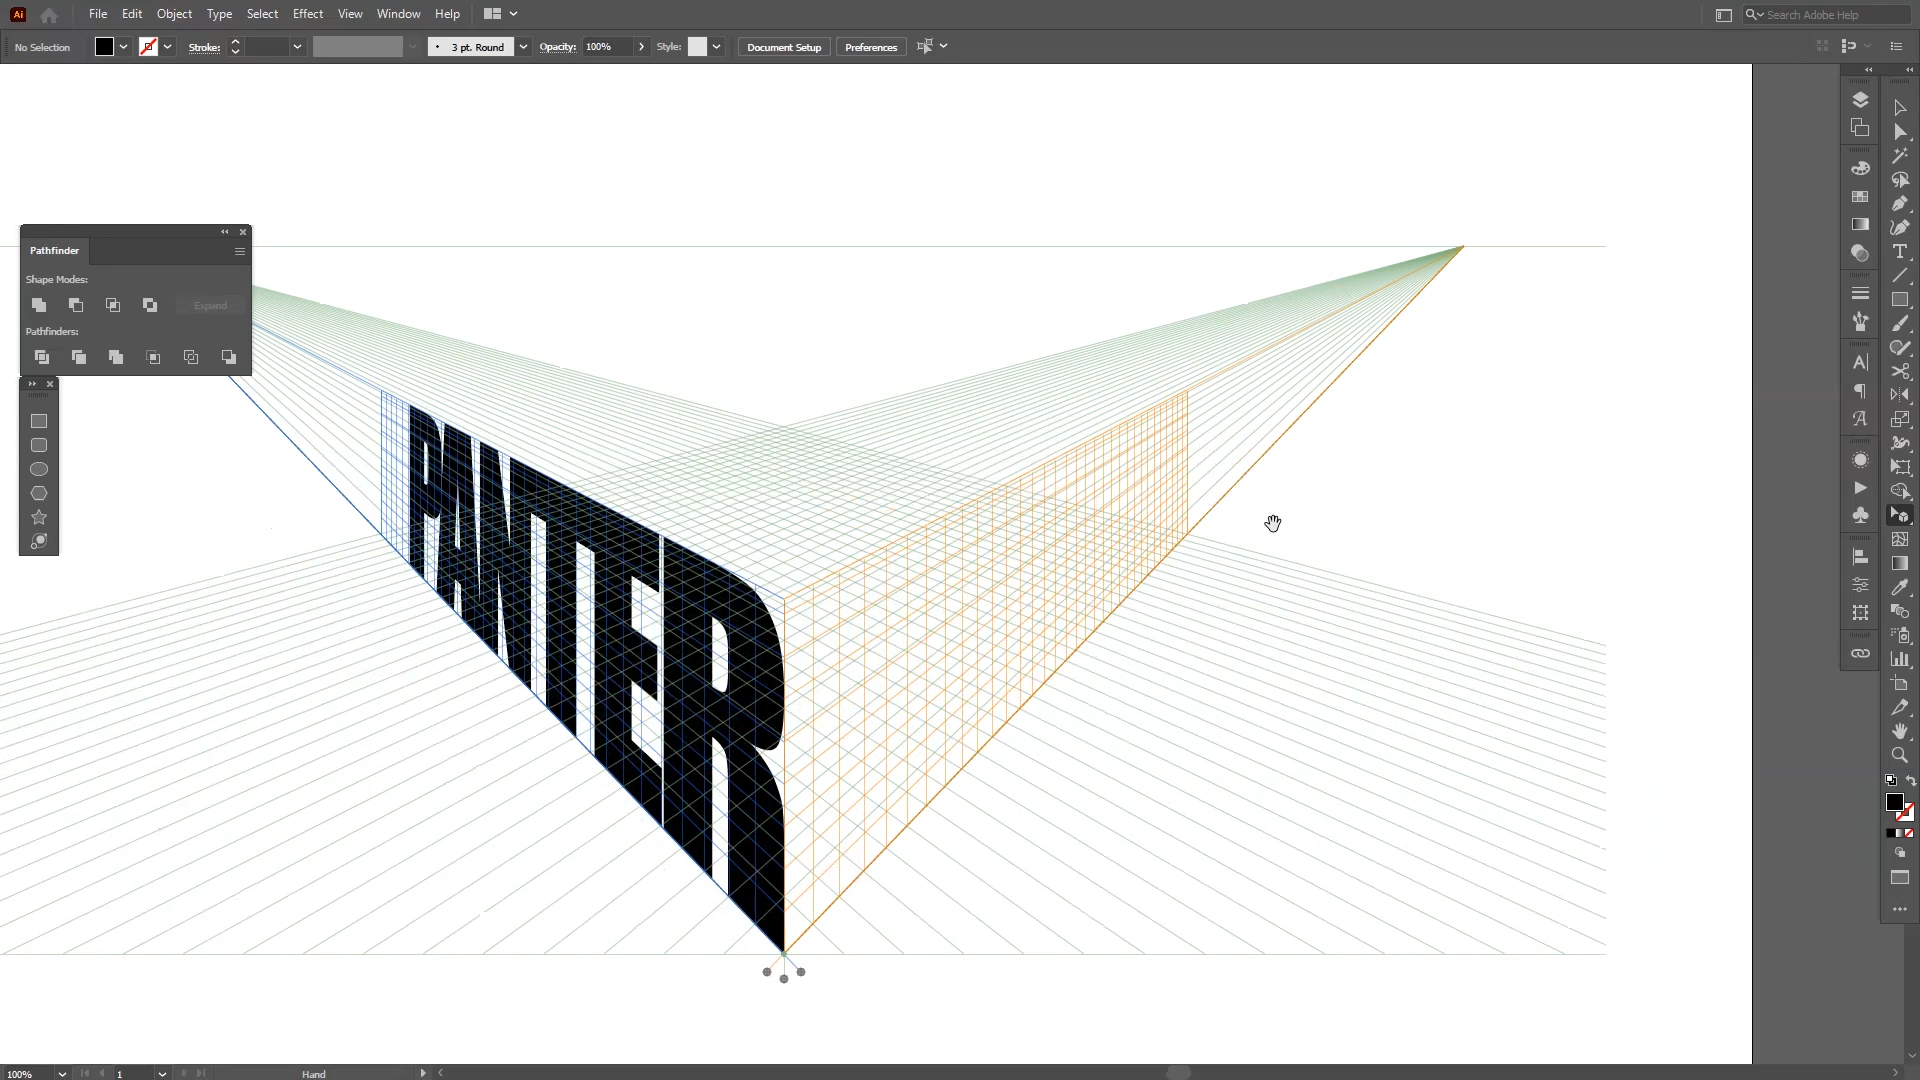 Ai File Edit Object Type Select Effect View Window Help Search Adobe Help
No Selection Stroke: 3 pt. Round Opacity: 100% Style: Document Setup Preferences
Pathfinder
Shape Modes:
Expand
Pathfinders:
PANTER
100% 1 Hand